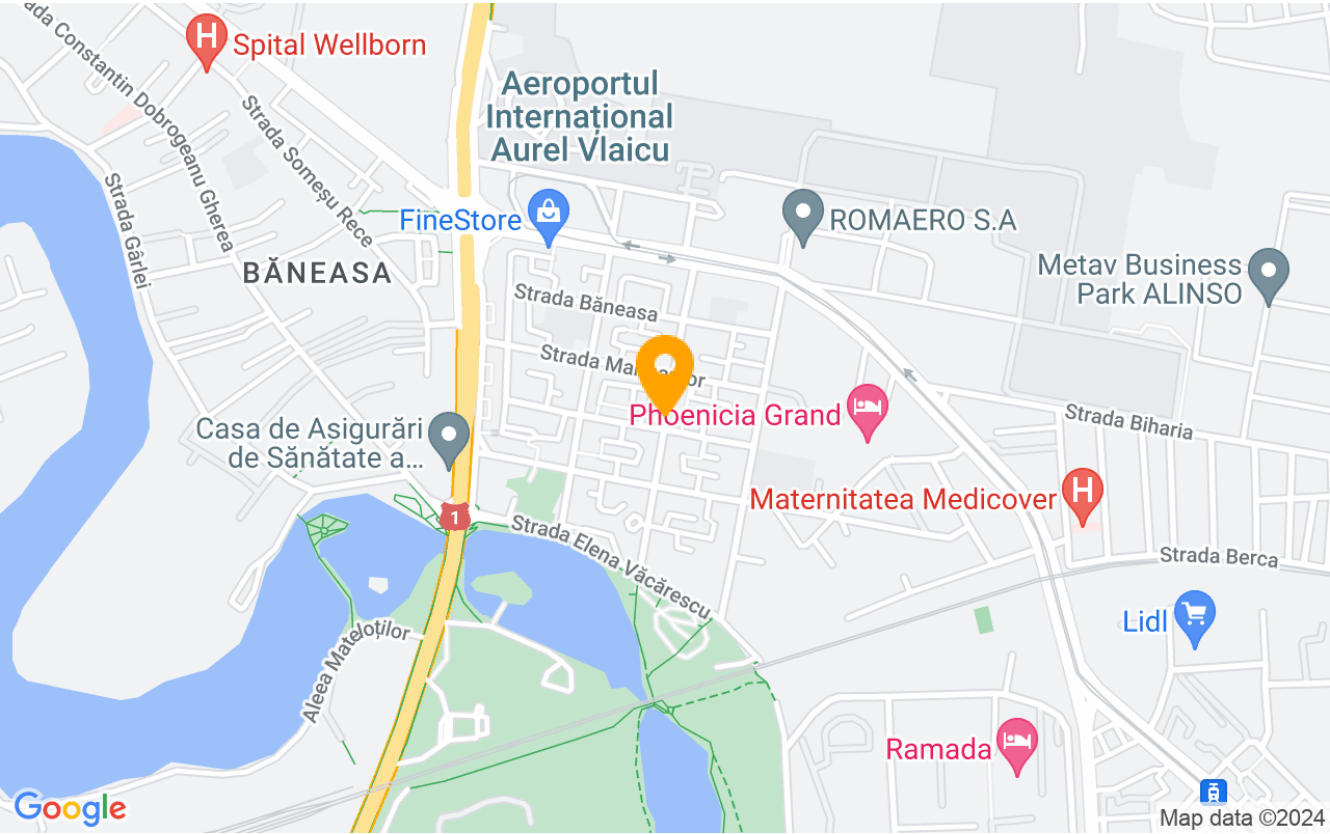 ada Constantin Dobrogeanu Gherea
Spital Wellborn
Aeroportul
Internațional
Aurel Vlaicu
Strada Someșu Rece
Strada Gârlei
FineStore
ROMAERO S.A
BĂNEASA
Metav Business
Park ALINSO
Strada Băneasa
Strada
Phoenicia Grand
Strada Biharia
Casa de Asigurări
de Sănătate a...
Maternitatea Medicover
1
Strada Elena Văcărescu
Strada Berca
Lidl
Aleea Mateloților
Ramada
Google
Map data ©2024